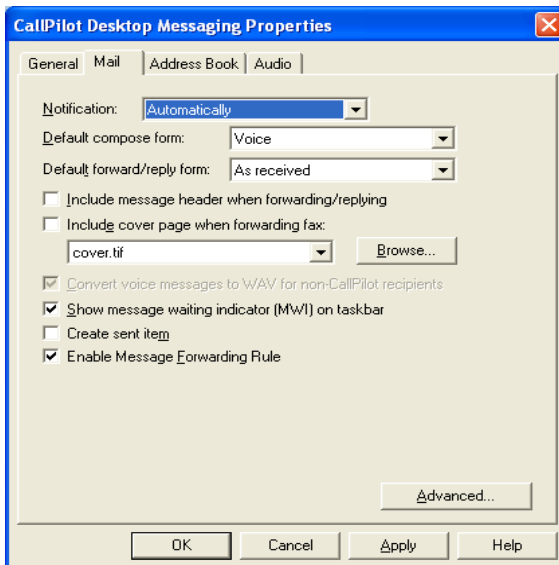 CallPilot Desktop Messaging Properties
General Mail Address Book Audio
Notification: Automatically
Default compose form: Voice
Default forward/reply form: As received
Include message header when forwarding/replying
Include cover page when forwarding fax:
cover.tif Browse...
Convert voice messages to WAV for non-CallPilot recipients
Show message waiting indicator (MWI) on taskbar
Create sent item
Enable Message Forwarding Rule
Advanced...
OK Cancel Apply Help